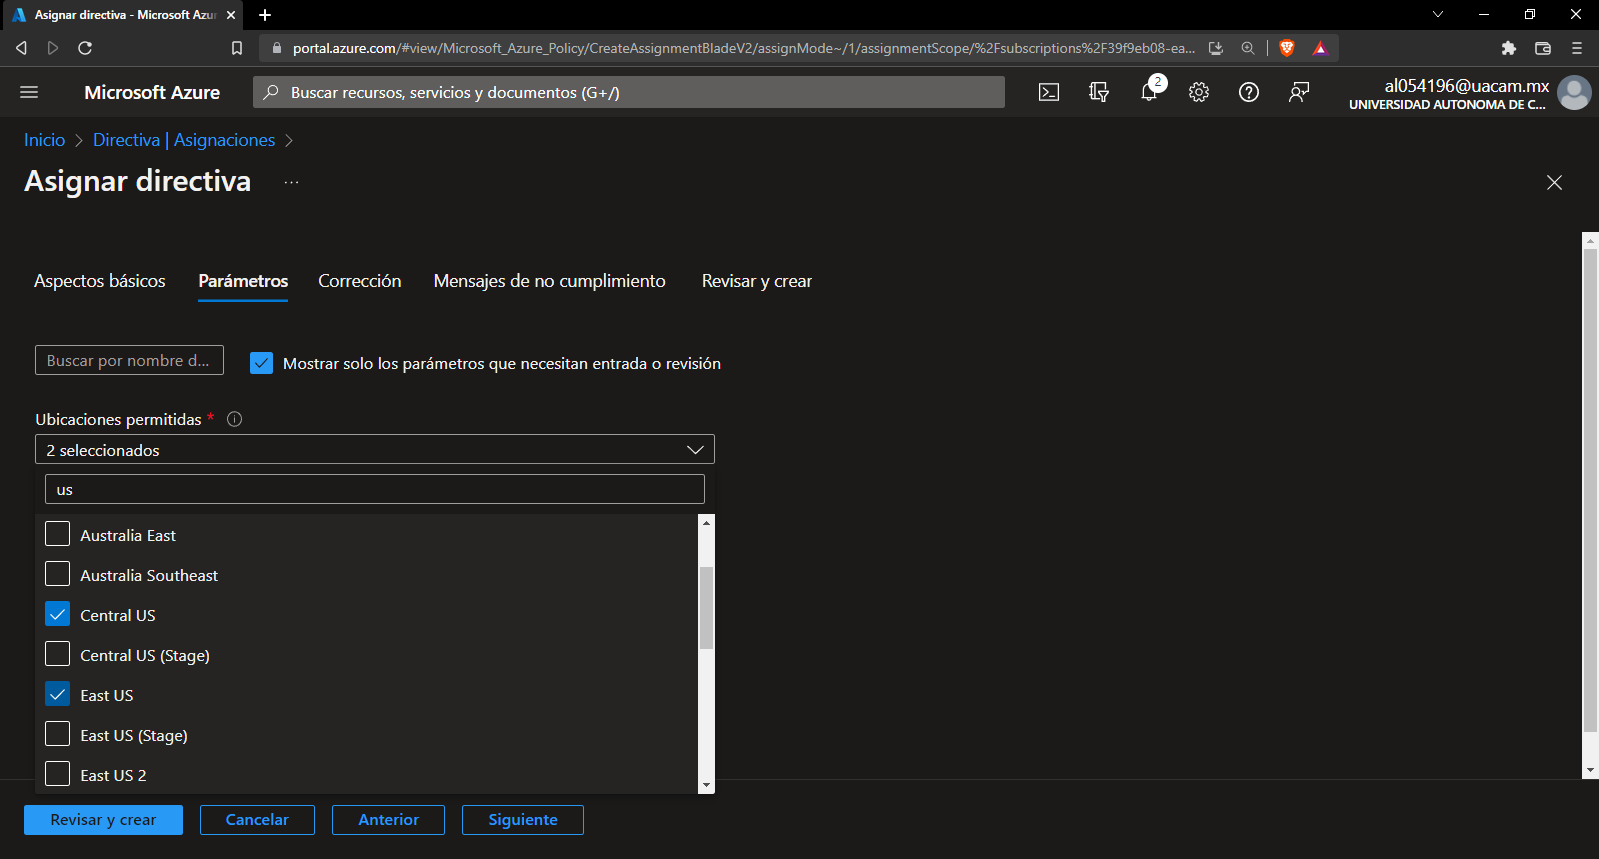 Asignar directiva - Microsoft Azur
portal.azure.com/#view/Microsoft_Azure_Policy/CreateAssignmentBladeV2/assignMode~/1/assignmentScope/%2Fsubscriptions%2F39f9eb08-ea...
Microsoft Azure
Buscar recursos, servicios y documentos (G+/)
2
al054196@uacam.mx
UNIVERSIDAD AUTONOMA DE C...
Inicio > Directiva | Asignaciones >
Asignar directiva ...
Aspectos básicos Parámetros Corrección Mensajes de no cumplimiento Revisar y crear
Buscar por nombre d...
Mostrar solo los parámetros que necesitan entrada o revisión
Ubicaciones permitidas *
2 seleccionados
us
Australia East
Australia Southeast
Central US
Central US (Stage)
East US
East US (Stage)
East US 2
Revisar y crear Cancelar Anterior Siguiente